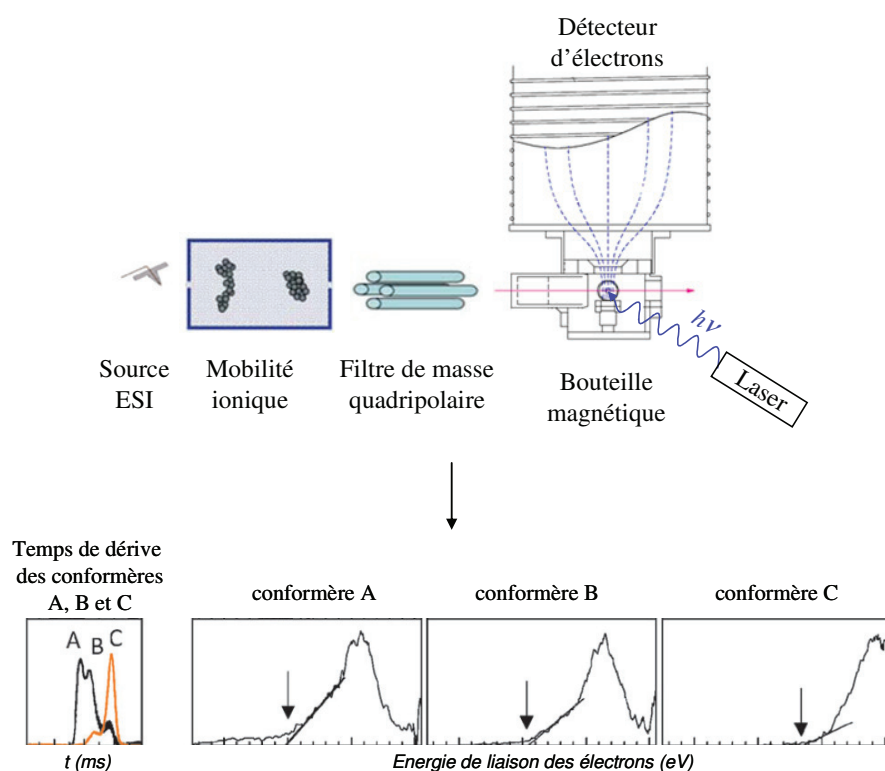 Détecteur
d'électrons
hν
Laser
Source
ESI
Mobilité
ionique
Filtre de masse
quadripolaire
Bouteille
magnétique
Temps de dérive
des conformères
A, B et C
conformère A
conformère B
conformère C
A
B
C
t (ms)
Energie de liaison des électrons (eV)